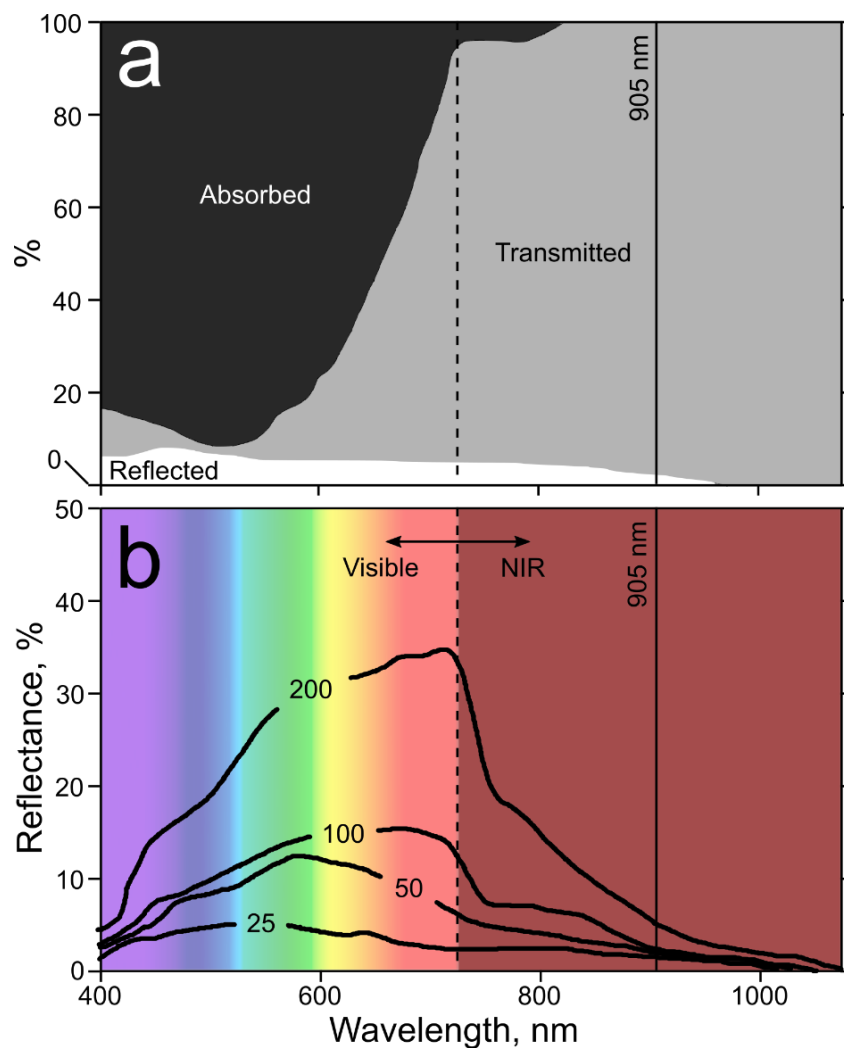 100
a
905 nm
80
Absorbed
60
%
Transmitted
40
20
0
Reflected
50
b
Visible
NIR
905 nm
40
Reflectance, %
30
200
20
100
10
50
25
0
400
600
800
1000
Wavelength, nm